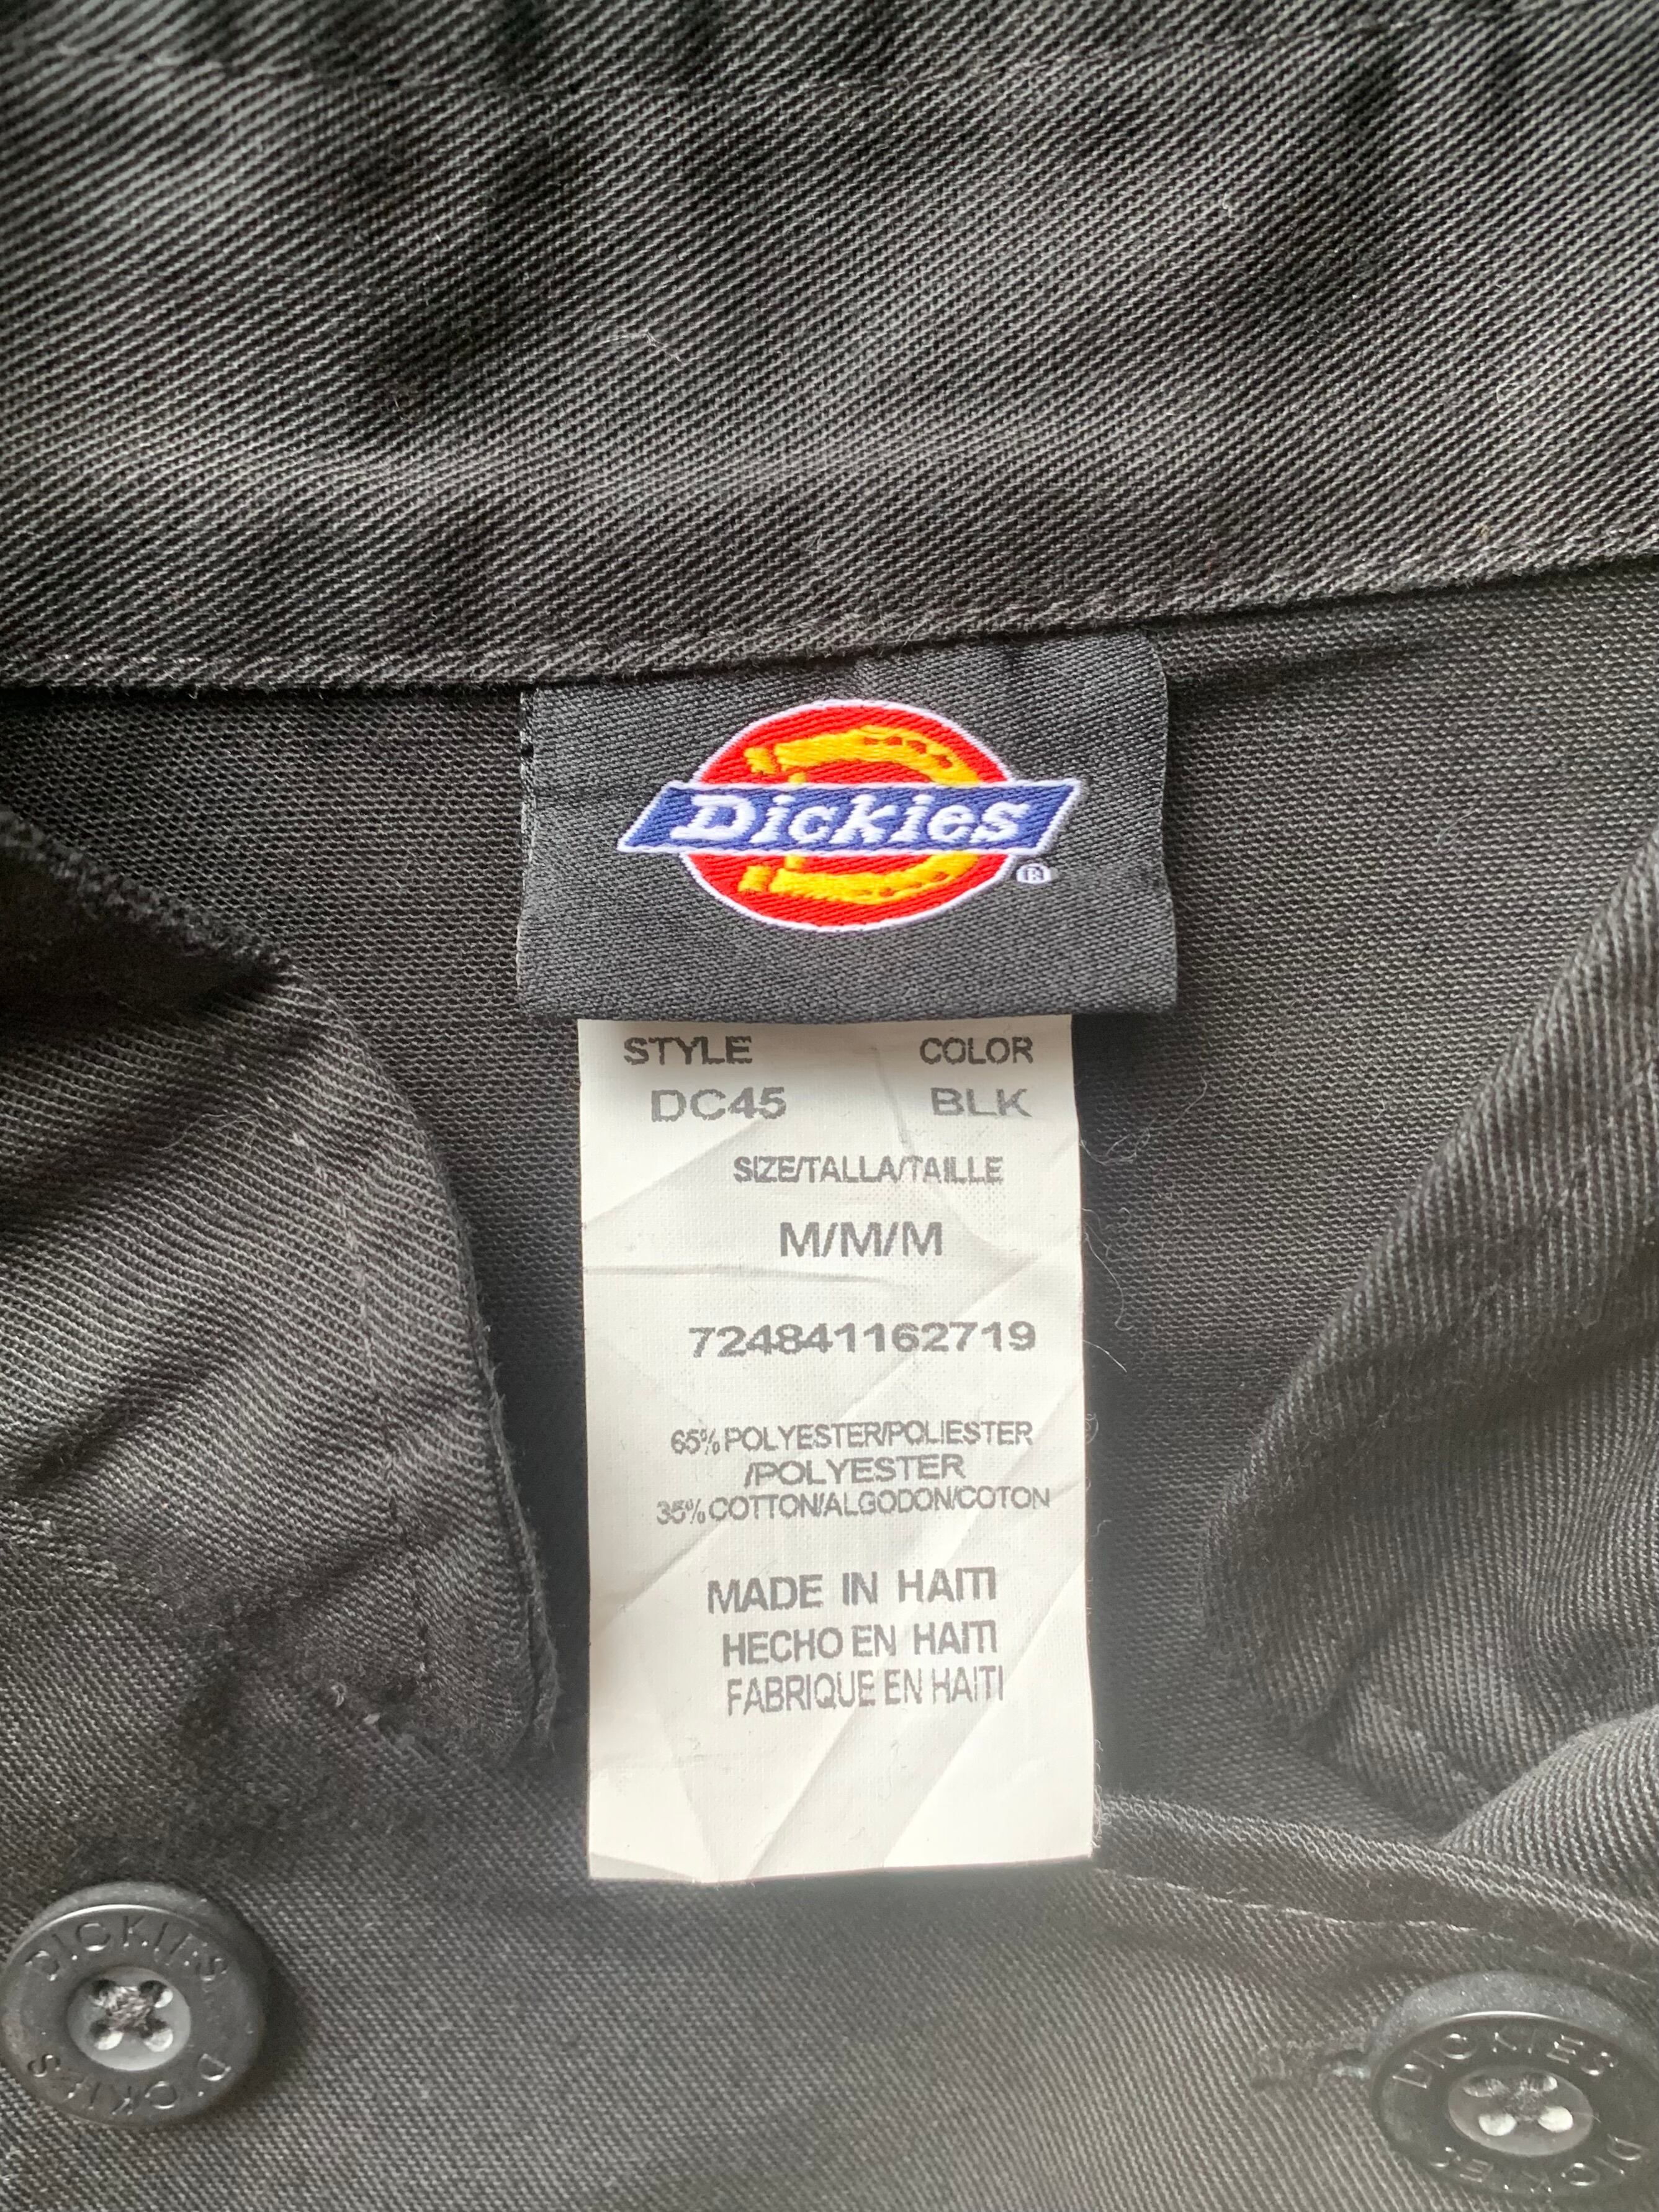 Dickies
®
STYLE COLOR
DC45 BLK
SIZE/TALLA/TAILLE
M/M/M
724841162719
65% POLYESTER/POLIESTER
/POLYESTER
35% COTTON/ALGODON/COTON
MADE IN HAITI
HECHO EN HAITI
FABRIQUE EN HAITI
DICKIES
DICKIES
DICKIES